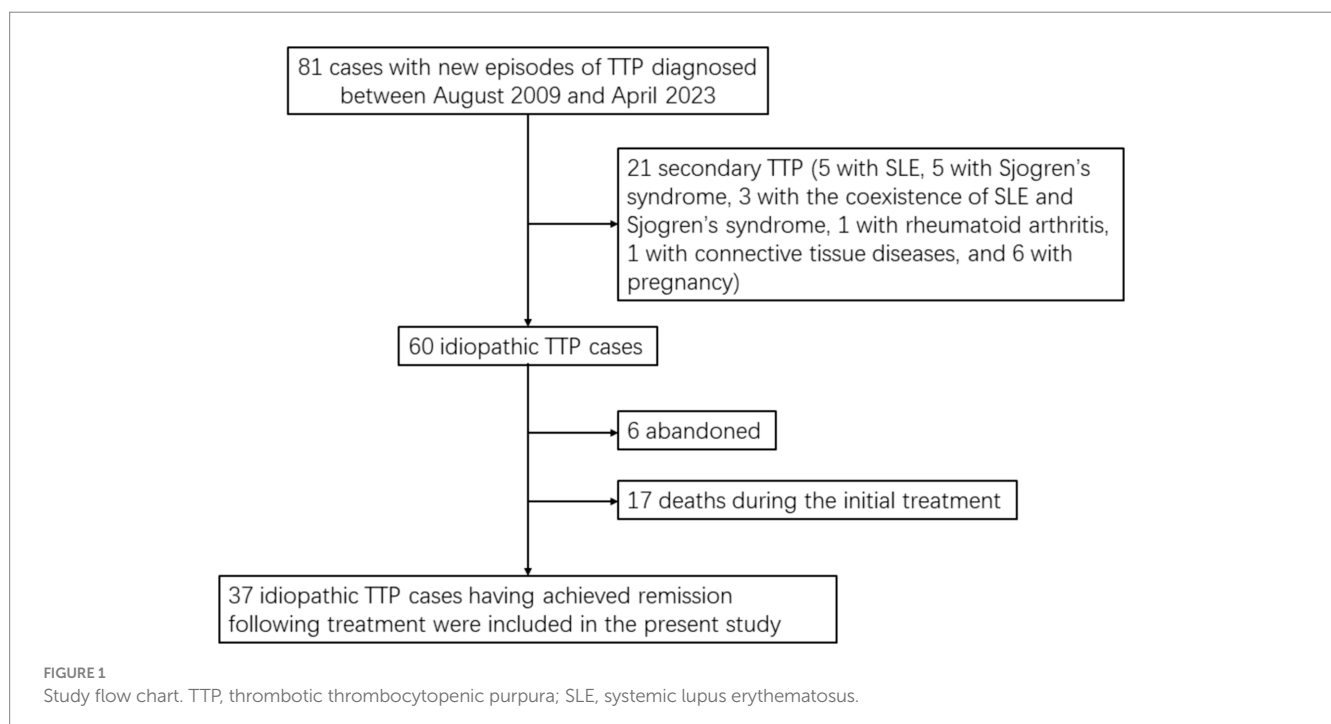 81 cases with new episodes of TTP diagnosed
between August 2009 and April 2023
21 secondary TTP (5 with SLE, 5 with Sjogren's
syndrome, 3 with the coexistence of SLE and
Sjogren's syndrome, 1 with rheumatoid arthritis,
1 with connective tissue diseases, and 6 with
pregnancy)
60 idiopathic TTP cases
6 abandoned
17 deaths during the initial treatment
37 idiopathic TTP cases having achieved remission
following treatment were included in the present study
FIGURE 1
Study flow chart. TTP, thrombotic thrombocytopenic purpura; SLE, systemic lupus erythematosus.